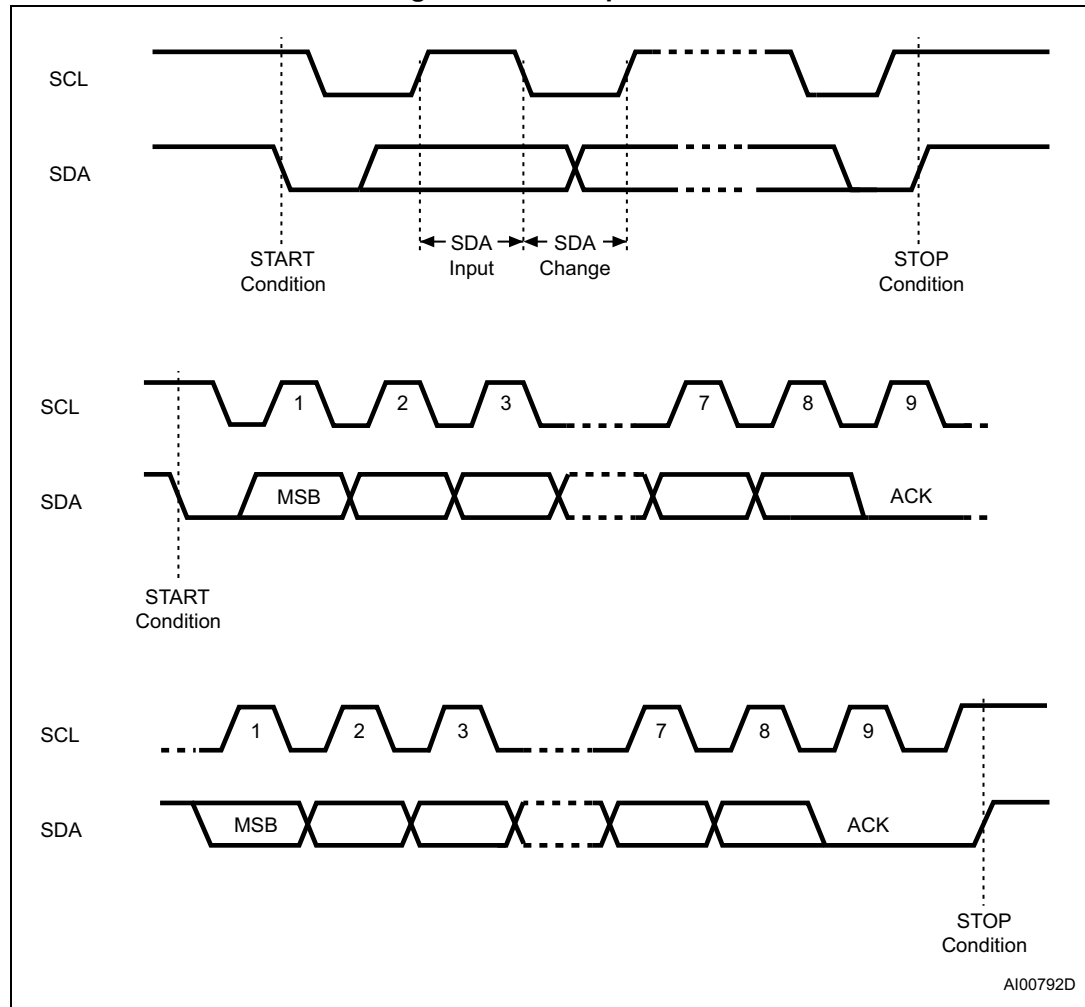 SCL
SDA
SDA
Input
SDA
Change
START
Condition
STOP
Condition
SCL
1 2 3 7 8 9
SDA
MSB ACK
START
Condition
SCL
1 2 3 7 8 9
SDA
MSB ACK
STOP
Condition
AI00792D